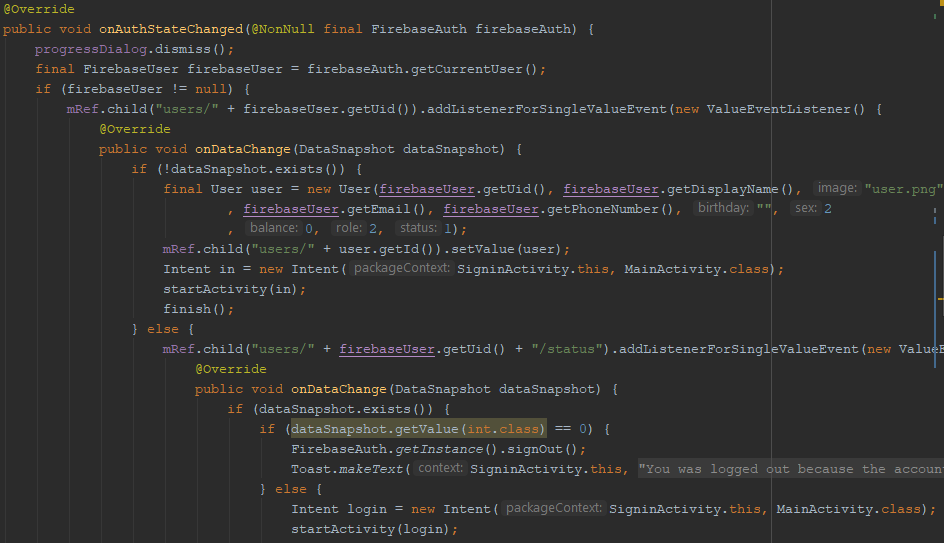 @Override
public void onAuthStateChanged(@NonNull final FirebaseAuth firebaseAuth) {
progressDialog.dismiss();
final FirebaseUser firebaseUser = firebaseAuth.getCurrentUser();
if (firebaseUser != null) {
mRef.child("users/" + firebaseUser.getUid()).addListenerForSingleValueEvent(new ValueEventListener() {
@Override
public void onDataChange(DataSnapshot dataSnapshot) {
if (!dataSnapshot.exists()) {
final User user = new User(firebaseUser.getUid(), firebaseUser.getDisplayName(), image: "user.png"
, firebaseUser.getEmail(), firebaseUser.getPhoneNumber(), birthday: "", sex: 2
, balance: 0, role: 2, status: 1);
mRef.child("users/" + user.getId()).setValue(user);
Intent in = new Intent( packageContext: SigninActivity.this, MainActivity.class);
startActivity(in);
finish();
} else {
mRef.child("users/" + firebaseUser.getUid() + "/status").addListenerForSingleValueEvent(new ValueE
@Override
public void onDataChange(DataSnapshot dataSnapshot) {
if (dataSnapshot.exists()) {
if (dataSnapshot.getValue(int.class) == 0) {
FirebaseAuth.getInstance().signOut();
Toast.makeText( context: SigninActivity.this, "You was logged out because the accoun
} else {
Intent login = new Intent( packageContext: SigninActivity.this, MainActivity.class);
startActivity(login);